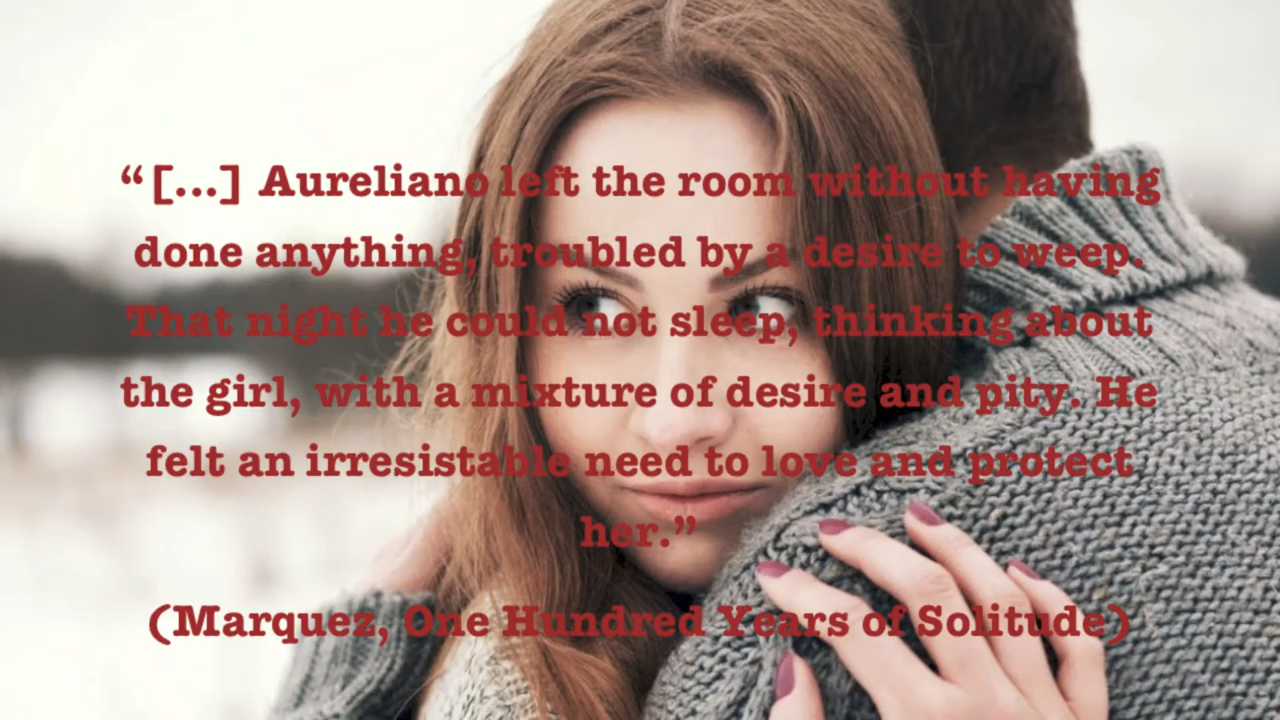 “[...] Aureliano left the room without having
done anything, troubled by a desire to weep.
That night he could not sleep, thinking about
the girl, with a mixture of desire and pity. He
felt an irresistable need to love and protect
her.”
(Marquez, One Hundred Years of Solitude)